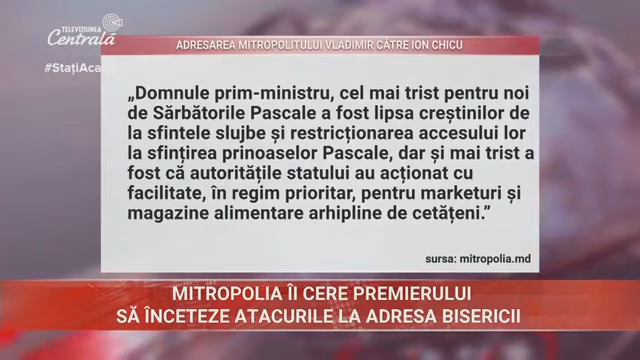 TELEVIZIUNEA
Centrală
#StațiAca
ADRESAREA MITROPOLITULUI VLADIMIR CĂTRE ION CHICU
„Domnule prim-ministru, cel mai trist pentru noi
de Sărbătorile Pascale a fost lipsa creștinilor de
la sfintele slujbe și restricționarea accesului lor
la sfințirea prinoaselor Pascale, dar și mai trist a
fost că autoritățile statului au acționat cu
facilitate, în regim prioritar, pentru marketuri și
magazine alimentare arhipline de cetățeni.”
sursa: mitropolia.md
MITROPOLIA ÎI CERE PREMIERULUI
SĂ ÎNCETEZE ATACURILE LA ADRESA BISERICII